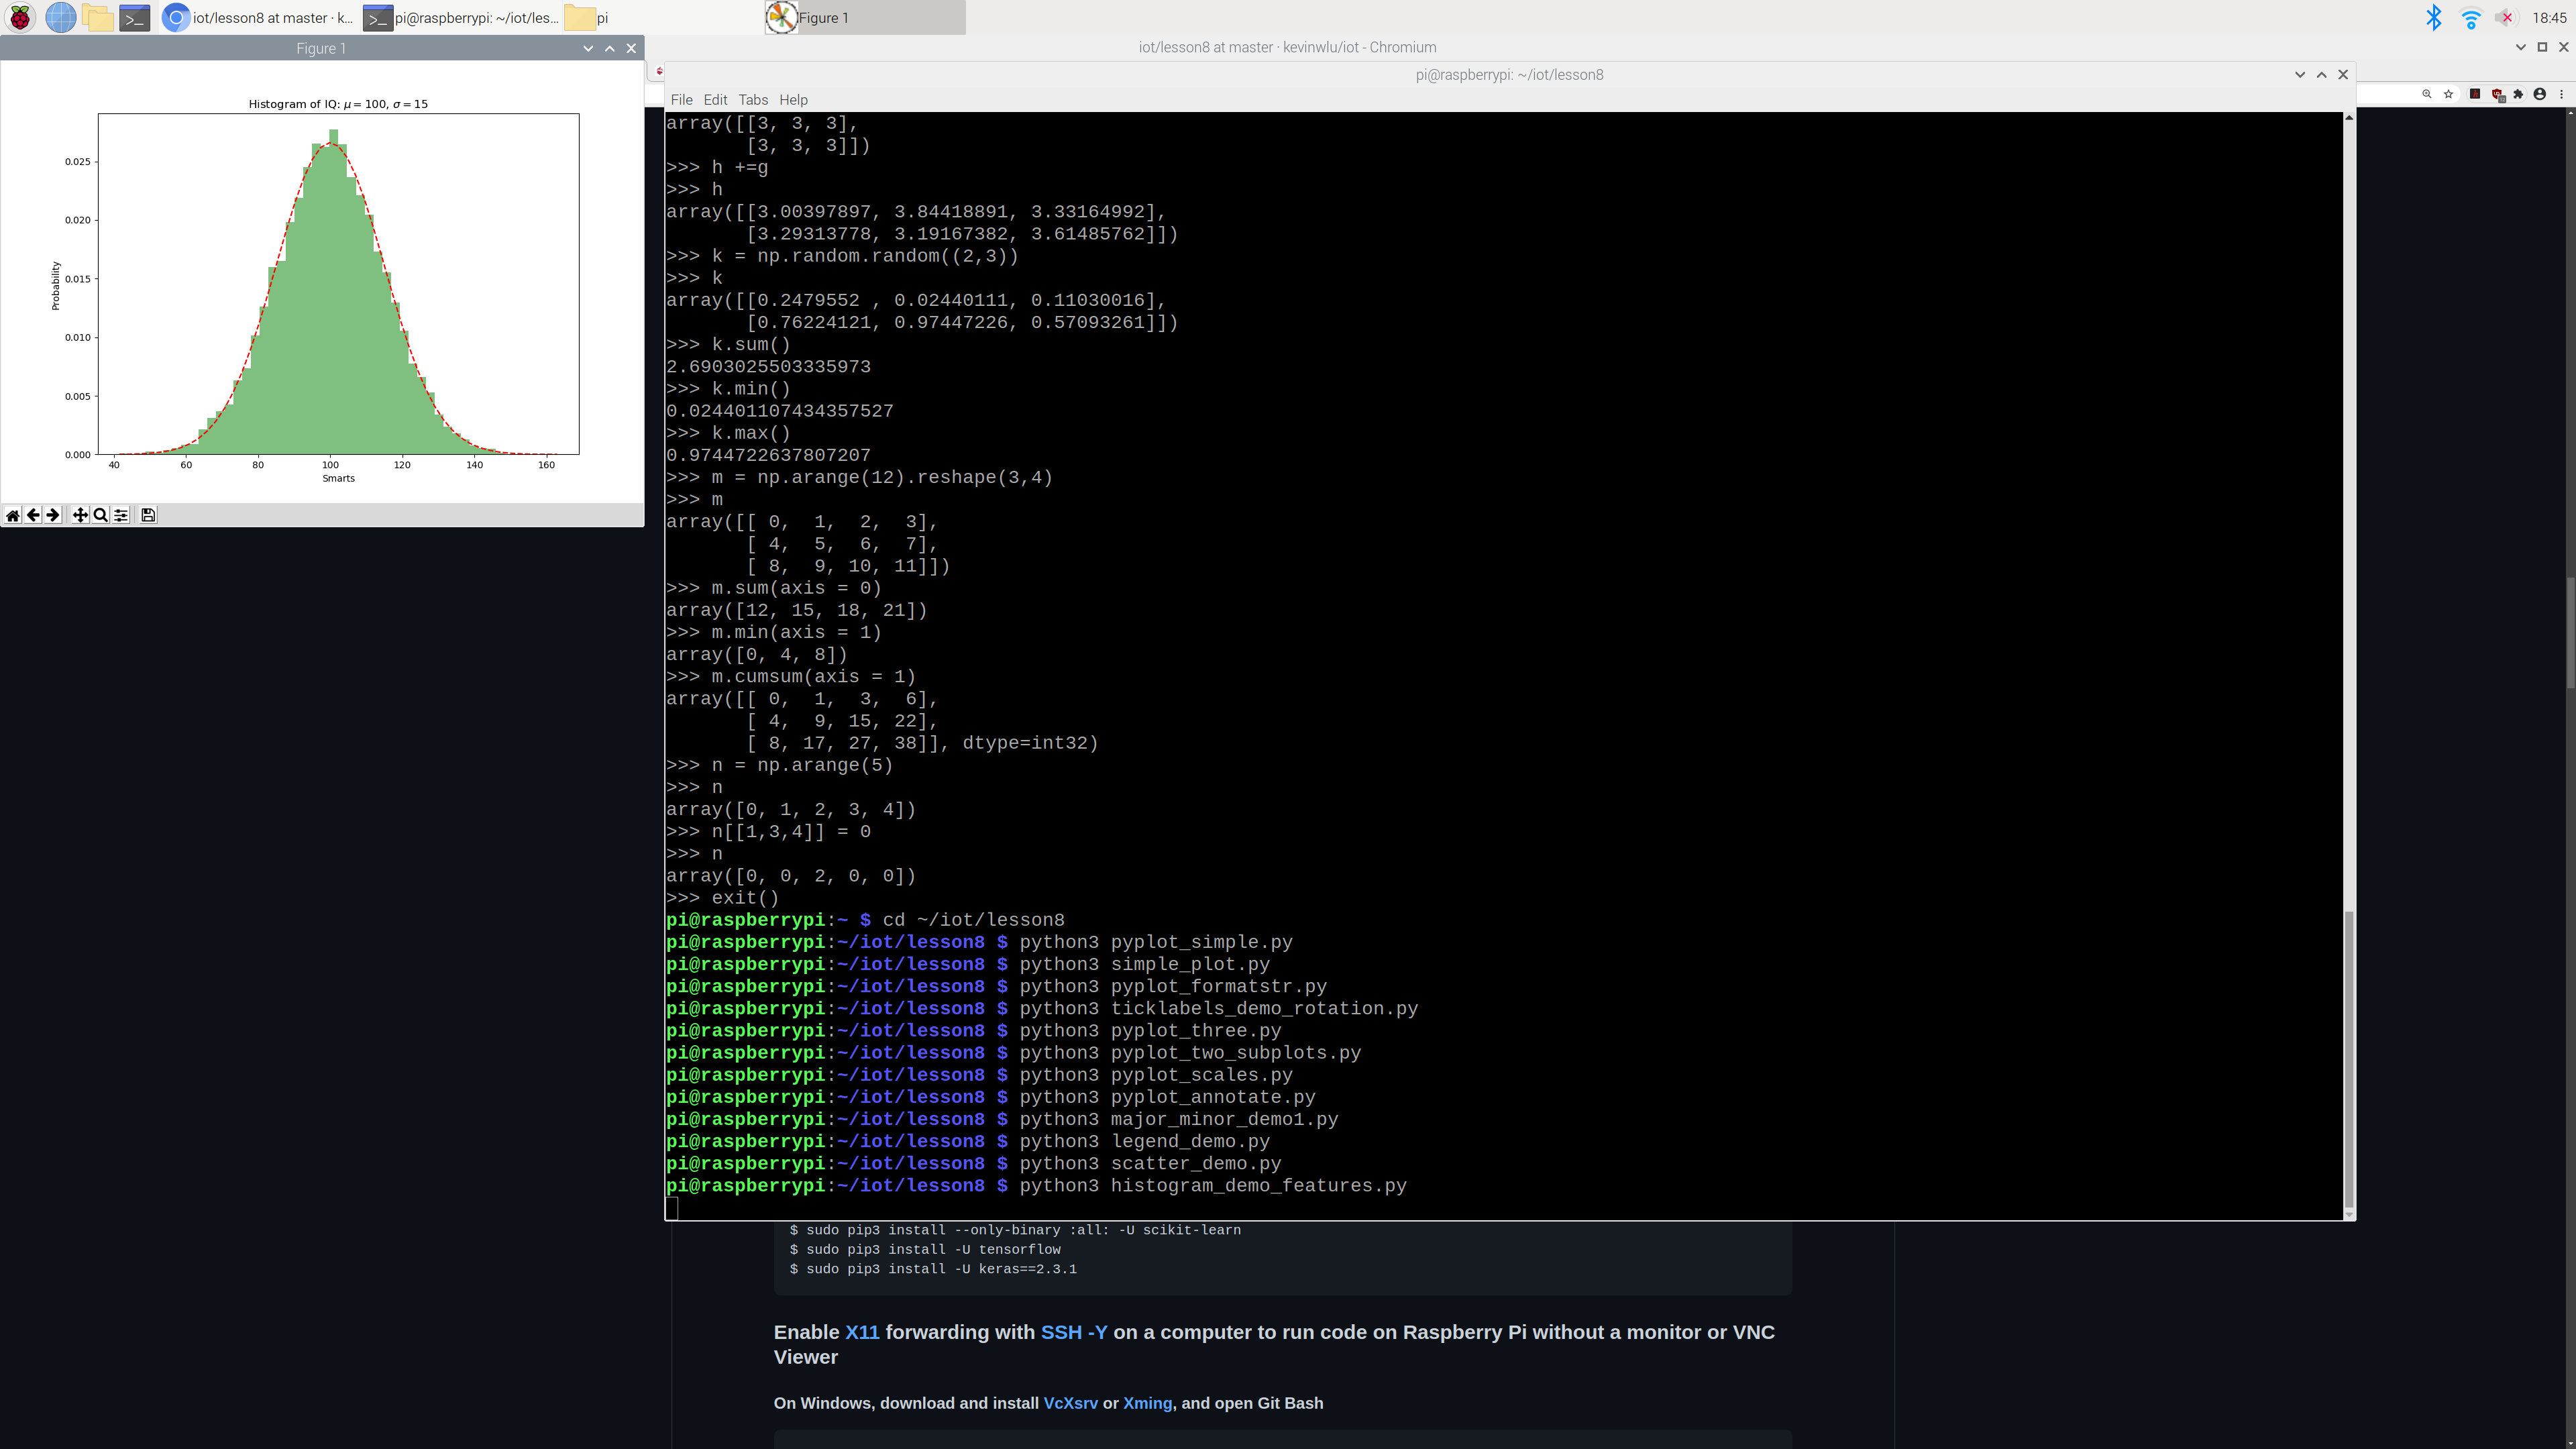 iot/lesson8 at master · k...
pi@raspberrypi: ~/iot/les...
pi
Figure 1
18:45
Figure 1
Histogram of IQ: μ = 100, σ = 15
0.025
0.020
0.015
0.010
0.005
0.000
Probability
40 60 80 100 120 140 160
Smarts
iot/lesson8 at master · kevinwlu/iot - Chromium
pi@raspberrypi: ~/iot/lesson8
File Edit Tabs Help
array([[3, 3, 3],
       [3, 3, 3]])
>>> h +=g
>>> h
array([[3.00397897, 3.84418891, 3.33164992],
       [3.29313778, 3.19167382, 3.61485762]])
>>> k = np.random.random((2,3))
>>> k
array([[0.2479552 , 0.02440111, 0.11030016],
       [0.76224121, 0.97447226, 0.57093261]])
>>> k.sum()
2.6903025503335973
>>> k.min()
0.024401107434357527
>>> k.max()
0.9744722637807207
>>> m = np.arange(12).reshape(3,4)
>>> m
array([[ 0,  1,  2,  3],
       [ 4,  5,  6,  7],
       [ 8,  9, 10, 11]])
>>> m.sum(axis = 0)
array([12, 15, 18, 21])
>>> m.min(axis = 1)
array([0, 4, 8])
>>> m.cumsum(axis = 1)
array([[ 0,  1,  3,  6],
       [ 4,  9, 15, 22],
       [ 8, 17, 27, 38]], dtype=int32)
>>> n = np.arange(5)
>>> n
array([0, 1, 2, 3, 4])
>>> n[[1,3,4]] = 0
>>> n
array([0, 0, 2, 0, 0])
>>> exit()
pi@raspberrypi:~ $ cd ~/iot/lesson8
pi@raspberrypi:~/iot/lesson8 $ python3 pyplot_simple.py
pi@raspberrypi:~/iot/lesson8 $ python3 simple_plot.py
pi@raspberrypi:~/iot/lesson8 $ python3 pyplot_formatstr.py
pi@raspberrypi:~/iot/lesson8 $ python3 ticklabels_demo_rotation.py
pi@raspberrypi:~/iot/lesson8 $ python3 pyplot_three.py
pi@raspberrypi:~/iot/lesson8 $ python3 pyplot_two_subplots.py
pi@raspberrypi:~/iot/lesson8 $ python3 pyplot_scales.py
pi@raspberrypi:~/iot/lesson8 $ python3 pyplot_annotate.py
pi@raspberrypi:~/iot/lesson8 $ python3 major_minor_demo1.py
pi@raspberrypi:~/iot/lesson8 $ python3 legend_demo.py
pi@raspberrypi:~/iot/lesson8 $ python3 scatter_demo.py
pi@raspberrypi:~/iot/lesson8 $ python3 histogram_demo_features.py
$ sudo pip3 install --only-binary :all: -U scikit-learn
$ sudo pip3 install -U tensorflow
$ sudo pip3 install -U keras==2.3.1
Enable X11 forwarding with SSH -Y on a computer to run code on Raspberry Pi without a monitor or VNC
Viewer
On Windows, download and install VcXsrv or Xming, and open Git Bash